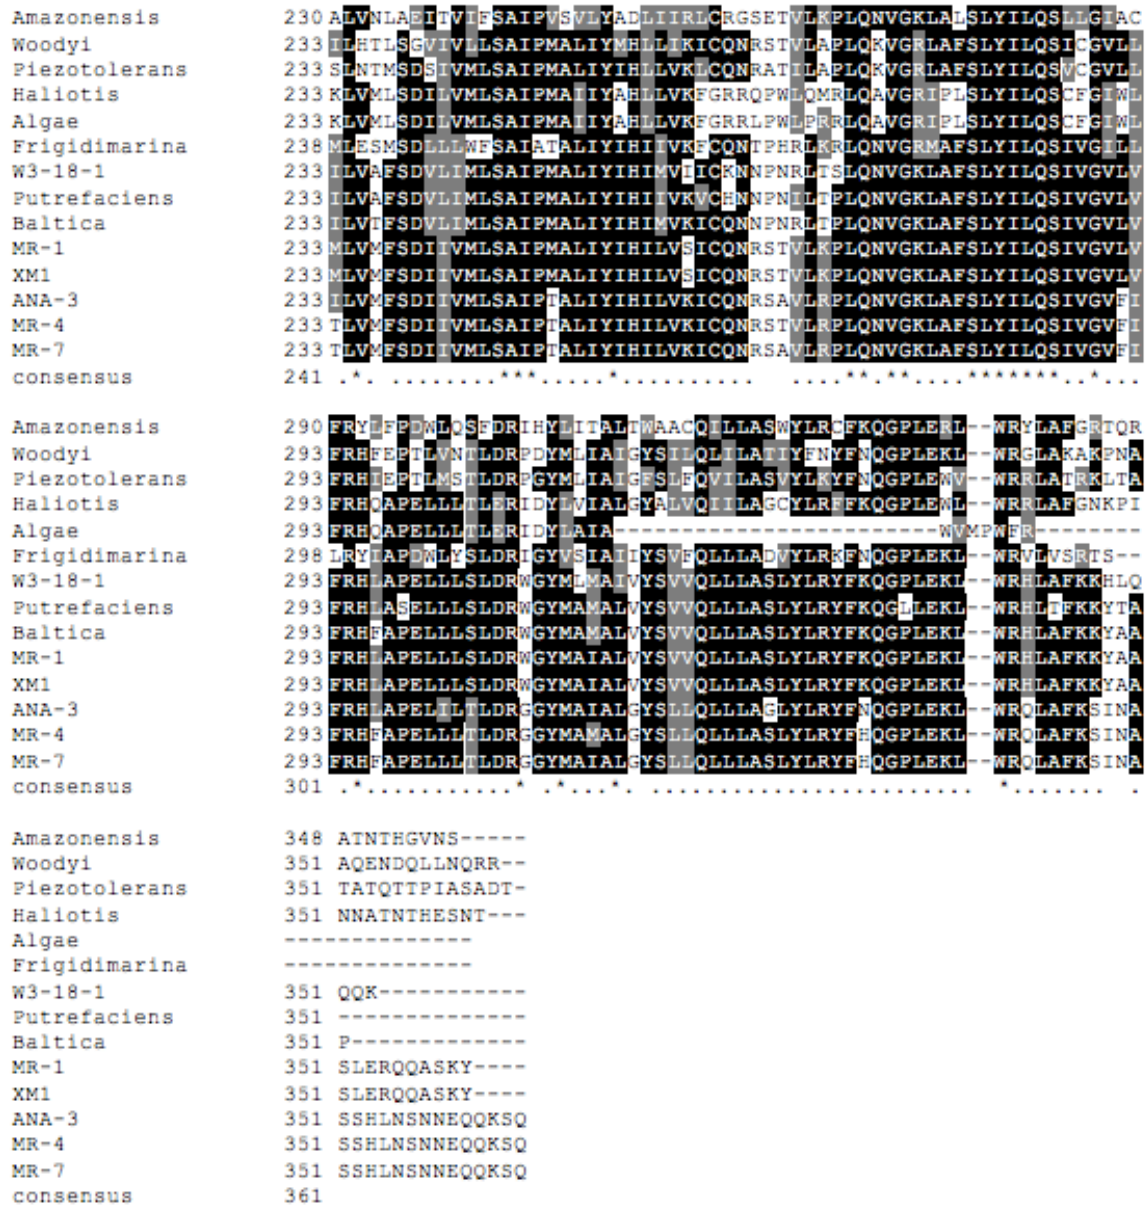 Amazonensis 230 ALVNLAEITVIFSAIPVSVLYADLIIRLCRGSETVLKPLQNVGKLALSLYILQSLLGIAC
Woodyi 233 ILHTLSGVIVLLSAIPMALIYMHLLIKICQNRSTVLAPLQKVGRLAFSLYILQSICGVLI
Piezotolerans 233 SLNTMSDSIVMLSAIPMALIYIHLLVKLCQNRATILAPLQKVGRLAFSLYILQSVCGVLL
Haliotis 233 KLVMLSDILVMLSAIPMAIIYAHLLVKFGRRQPWLQMRLQAVGRIPLSLYILQSCFGIWL
Algae 233 KLVMLSDILVMLSAIPMAIIYAHLLVKFGRRLPWLPRRLQAVGRIPLSLYILQSCFGIWL
Frigidimarina 238 MLESMSDLLLWFSAIATALIYIHIIVKFCQNTPHRLKRLQNVGRMAFSLYILQSIVGILL
W3-18-1 233 ILVAFSDVLIMLSAIPMALIYIHIMVIICKNNPNRLTSLQNVGKLAFSLYILQSIVGVLV
Putrefaciens 233 ILVAFSDVLIMLSAIPMALIYIHIIVKVCHNNPNILTPLQNVGKLAFSLYILQSIVGVLV
Baltica 233 ILVTFSDVLIMLSAIPMALIYIHIMVKICQNNPNRLTPLQNVGKLAFSLYILQSIVGVLV
MR-1 233 MLVMFSDIIVMLSAIPMALIYIHILVSICQNRSTVLKPLQNVGKLAFSLYILQSIVGVLV
XM1 233 MLVMFSDIIVMLSAIPMALIYIHILVSICQNRSTVLKPLQNVGKLAFSLYILQSIVGVLV
ANA-3 233 ILVMFSDIIVMLSAIPTALIYIHILVKICQNRSAVLRPLQNVGKLAFSLYILQSIVGVFI
MR-4 233 TLVMFSDIIVMLSAIPTALIYIHILVKICQNRSTVLRPLQNVGKLAFSLYILQSIVGVFI
MR-7 233 TLVMFSDIIVMLSAIPTALIYIHILVKICQNRSAVLRPLQNVGKLAFSLYILQSIVGVFI
consensus 241 .*. .........***.....*.......... ....**.**....*******..*...
Amazonensis 290 FRYLFPDWLQSFDRIHYLITALTWAACQILLASWYLRCFKQGPLERL--WRYLAFGRTQR
Woodyi 293 FRHFEPTLVNTLDRPDYMLIAIGYSILQLILATIYFNYFNQGPLEKL--WRGLAKAKPNA
Piezotolerans 293 FRHIEPTLMSTLDRPGYMLIAIGFSLFQVILASVYLKYFNQGPLEWV--WRRLATRKLTA
Haliotis 293 FRHQAPELLLTLERIDYLVIALGYALVQIILAGCYLRFFKQGPLEWL--WRRLAFGNKPI
Algae 293 FRHQAPELLLTLERIDYLAIA------------------------WVMPWFR--------
Frigidimarina 298 LRYIAPDWLYSLDRIGYVSIAIIYSVFQLLLADVYLRKFNQGPLEKL--WRVLVSRTS--
W3-18-1 293 FRHLAPELLLSLDRWGYMLMAIVYSVVQLLLASLYLRYFKQGPLEKL--WRHLAFKKHLQ
Putrefaciens 293 FRHLASELLLSLDRWGYMAMALVYSVVQLLLASLYLRYFKQGLLEKL--WRHLTFKKYTA
Baltica 293 FRHFAPELLLSLDRWGYMAMALVYSVVQLLLASLYLRYFKQGPLEKL--WRHLAFKKYAA
MR-1 293 FRHLAPELLLSLDRWGYMAIALVYSVVQLLLASLYLRYFKQGPLEKL--WRHLAFKKYAA
XM1 293 FRHLAPELLLSLDRWGYMAIALVYSVVQLLLASLYLRYFKQGPLEKL--WRHLAFKKYAA
ANA-3 293 FRHLAPELILTLDRGGYMAIALGYSLLQLLLAGLYLRYFNQGPLEKL--WRQLAFKSINA
MR-4 293 FRHFAPELLLTLDRGGYMAMALGYSLLQLLLASLYLRYFHQGPLEKL--WRQLAFKSINA
MR-7 293 FRHFAPELLLTLDRGGYMAIALGYSLLQLLLASLYLRYFHQGPLEKL--WRQLAFKSINA
consensus 301 .*...........* .*...*. ........................ *....... .
Amazonensis 348 ATNTHGVNS-----
Woodyi 351 AQENDQLLNQRR--
Piezotolerans 351 TATQTTPIASADT-
Haliotis 351 NNATNTHESNT---
Algae --------------
Frigidimarina --------------
W3-18-1 351 QQK-----------
Putrefaciens 351 --------------
Baltica 351 P-------------
MR-1 351 SLERQQASKY----
XM1 351 SLERQQASKY----
ANA-3 351 SSHLNSNNEQQKSQ
MR-4 351 SSHLNSNNEQQKSQ
MR-7 351 SSHLNSNNEQQKSQ
consensus 361